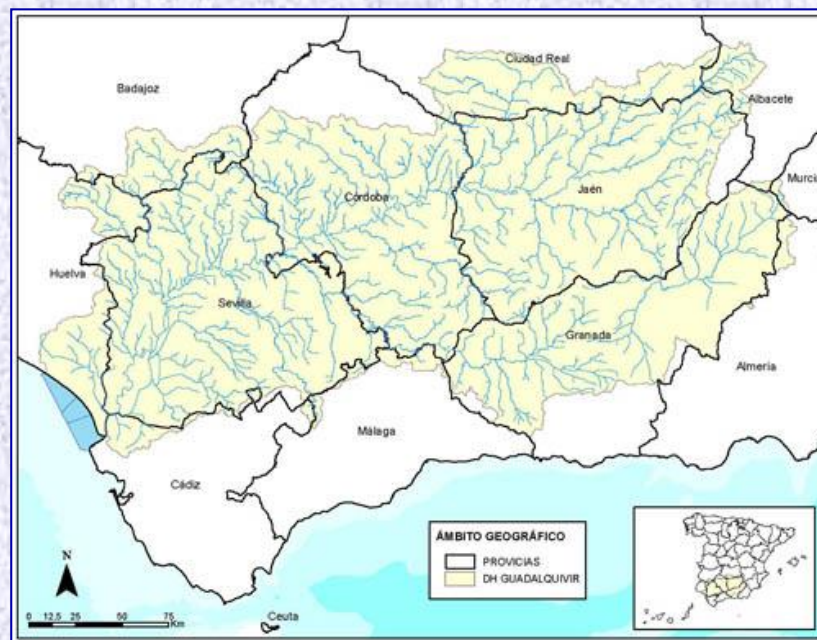 Ciudad Real
Badajoz
Albacete
Córdoba
Jaén
Murcia
Huelva
Sevilla
Granada
Almería
Málaga
Cádiz
ÁMBITO GEOGRÁFICO
PROVICIAS
DH GUADALQUIVIR
N
0 12,5 25 50 75
Km
Ceuta